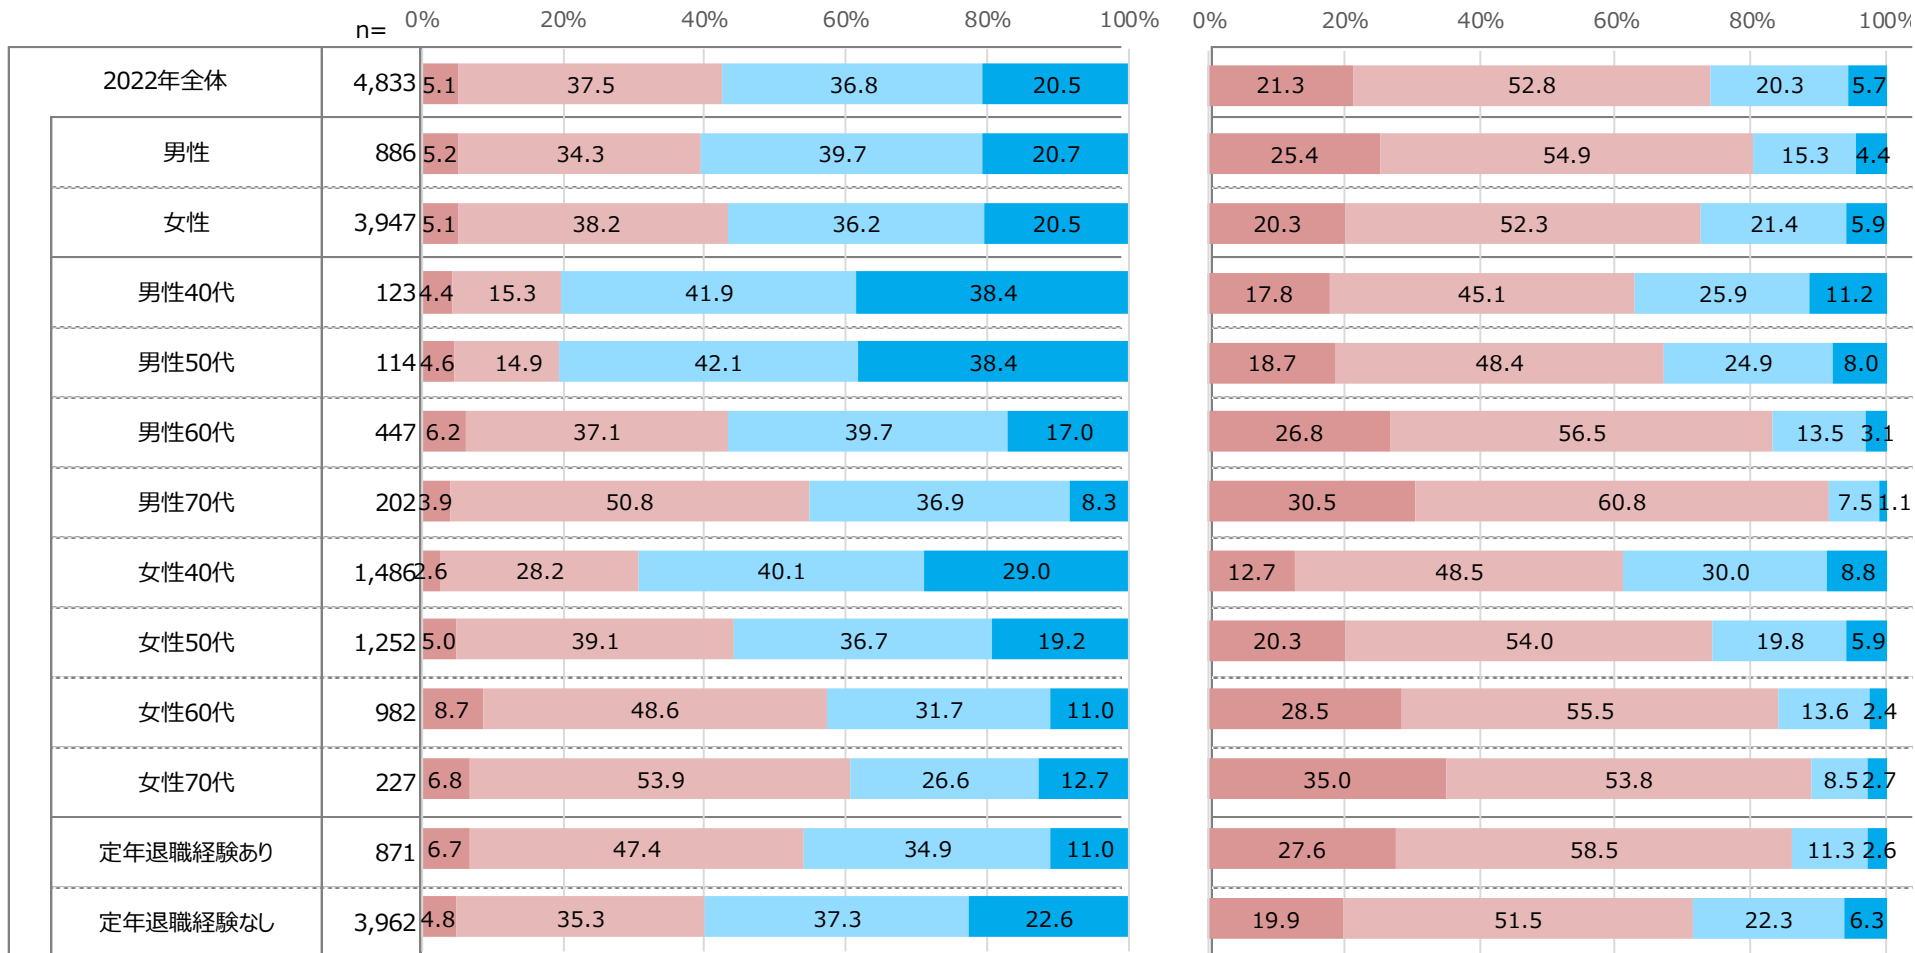 n= 0% 20% 40% 60% 80% 100% 0% 20% 40% 60% 80% 100%
2022年全体 4,833 5.1 37.5 36.8 20.5 21.3 52.8 20.3 5.7
男性 886 5.2 34.3 39.7 20.7 25.4 54.9 15.3 4.4
女性 3,947 5.1 38.2 36.2 20.5 20.3 52.3 21.4 5.9
男性40代 123 4.4 15.3 41.9 38.4 17.8 45.1 25.9 11.2
男性50代 114 4.6 14.9 42.1 38.4 18.7 48.4 24.9 8.0
男性60代 447 6.2 37.1 39.7 17.0 26.8 56.5 13.5 3.1
男性70代 202 3.9 50.8 36.9 8.3 30.5 60.8 7.5 1.1
女性40代 1,486 2.6 28.2 40.1 29.0 12.7 48.5 30.0 8.8
女性50代 1,252 5.0 39.1 36.7 19.2 20.3 54.0 19.8 5.9
女性60代 982 8.7 48.6 31.7 11.0 28.5 55.5 13.6 2.4
女性70代 227 6.8 53.9 26.6 12.7 35.0 53.8 8.5 2.7
定年退職経験あり 871 6.7 47.4 34.9 11.0 27.6 58.5 11.3 2.6
定年退職経験なし 3,962 4.8 35.3 37.3 22.6 19.9 51.5 22.3 6.3